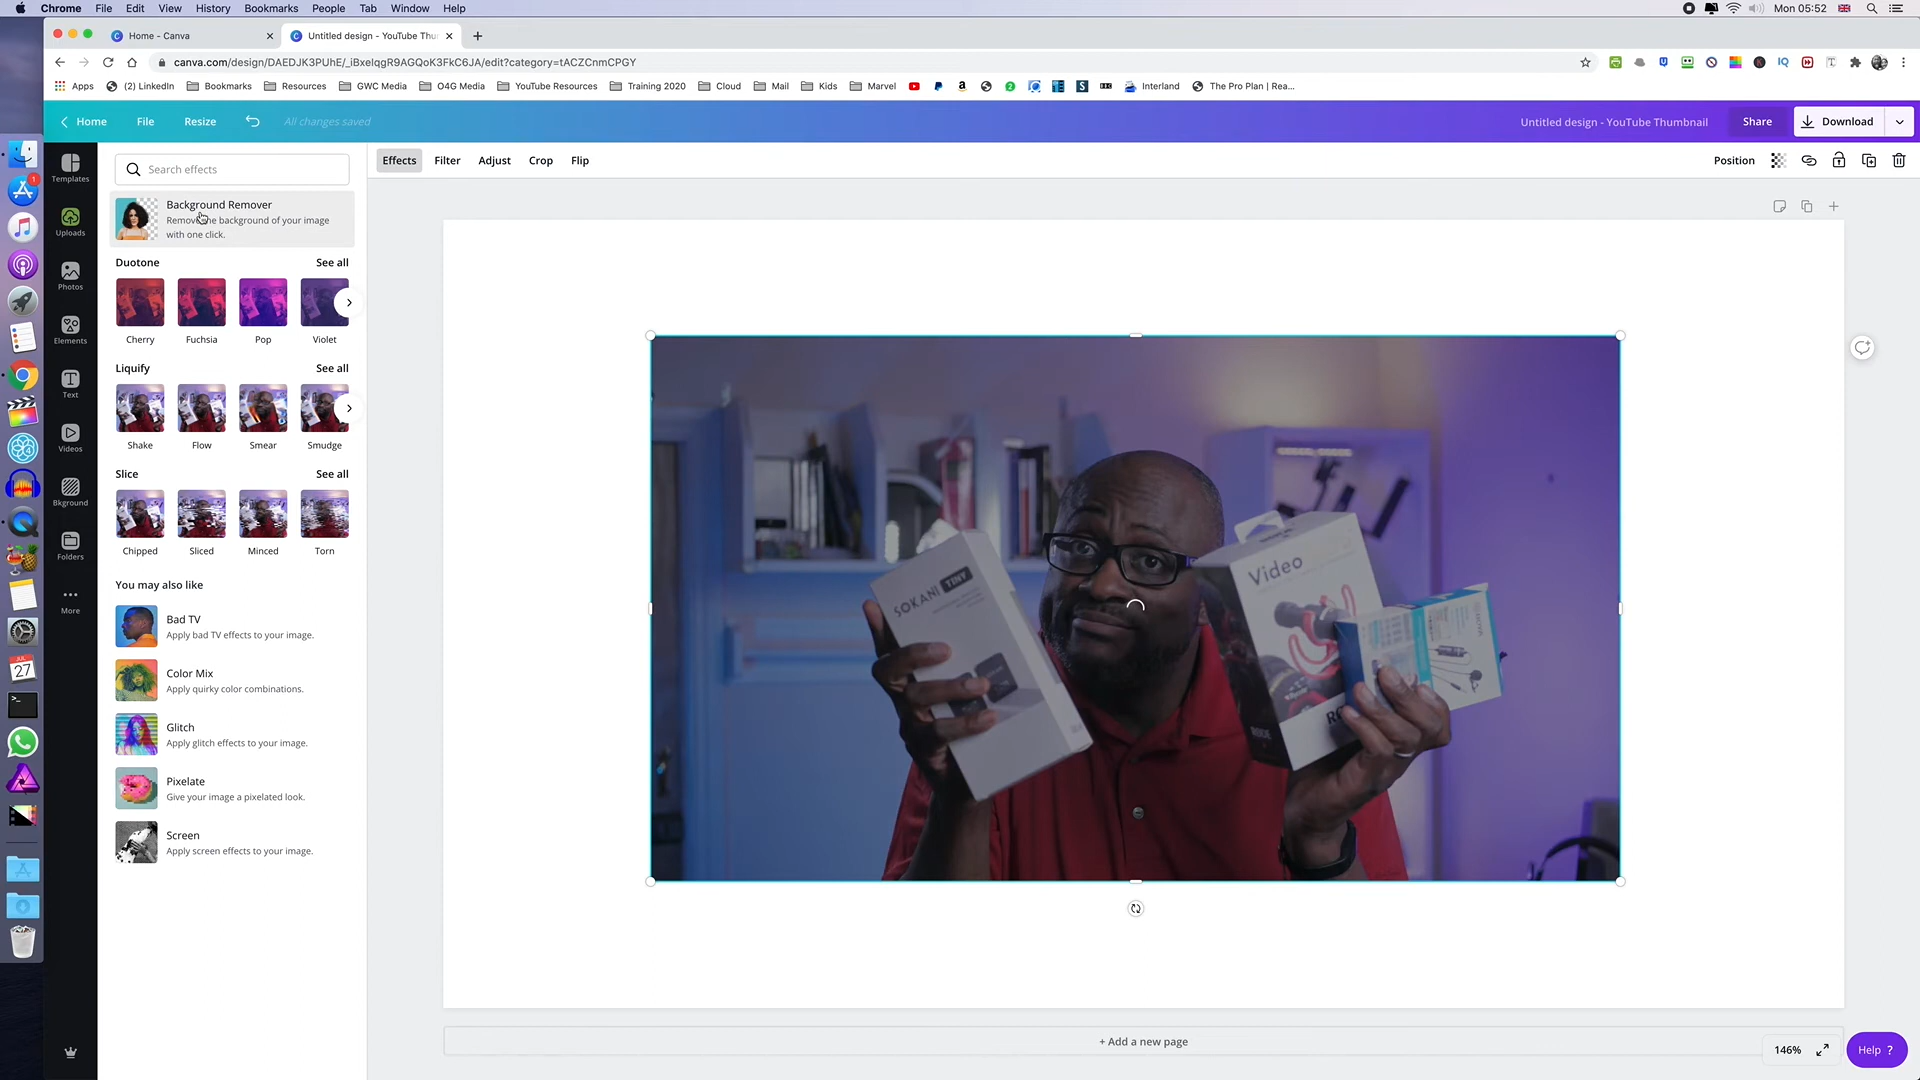 Chrome File Edit View History Bookmarks People Tab Window Help
Mon 05:52
Home - Canva
Untitled design - YouTube Thu
canva.com/design/DAEDJK3PUhE/_iBxeIqgR9AGQoK3FkC6JA/edit?category=tACZCnmCPGY
Apps
(2) LinkedIn
Bookmarks
Resources
GWC Media
O4G Media
YouTube Resources
Training 2020
Cloud
Mail
Kids
Marvel
Interland
The Pro Plan | Rea...
Home
File
Resize
All changes saved
Untitled design - YouTube Thumbnail
Share
Download
Templates
Uploads
Photos
Elements
Text
Videos
Bkground
Folders
More
Search effects
Effects
Filter
Adjust
Crop
Flip
Position
Background Remover
Remove the background of your image
with one click.
Duotone
See all
Cherry
Fuchsia
Pop
Violet
Liquify
See all
Shake
Flow
Smear
Smudge
Slice
See all
Chipped
Sliced
Minced
Torn
You may also like
Bad TV
Apply bad TV effects to your image.
Color Mix
Apply quirky color combinations.
Glitch
Apply glitch effects to your image.
Pixelate
Give your image a pixelated look.
Screen
Apply screen effects to your image.
SOKANI TINY
Video
RODE
+ Add a new page
146%
Help ?
JUL
27